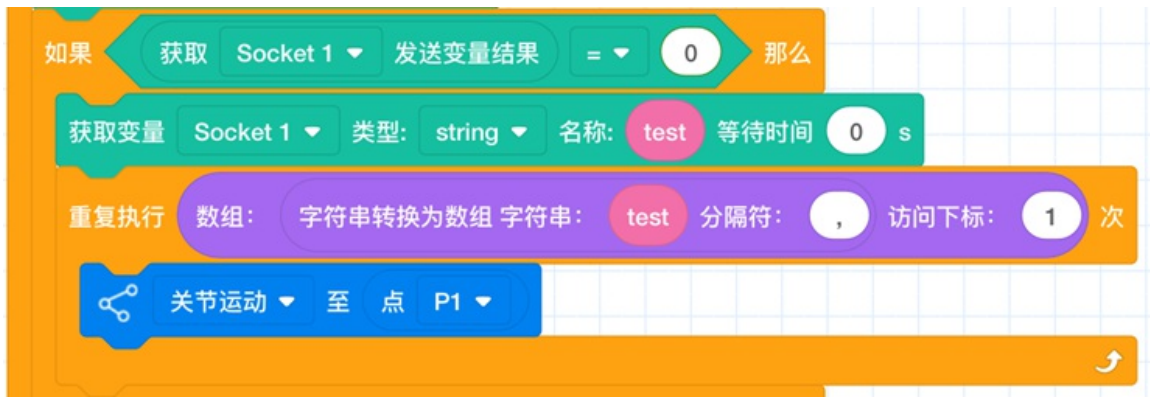 如果 获取 Socket 1 发送变量结果 = 0 那么
获取变量 Socket 1 类型: string 名称: test 等待时间 0 s
重复执行 数组: 字符串转换为数组 字符串: test 分隔符: , 访问下标: 1 次
关节运动 至 点 P1